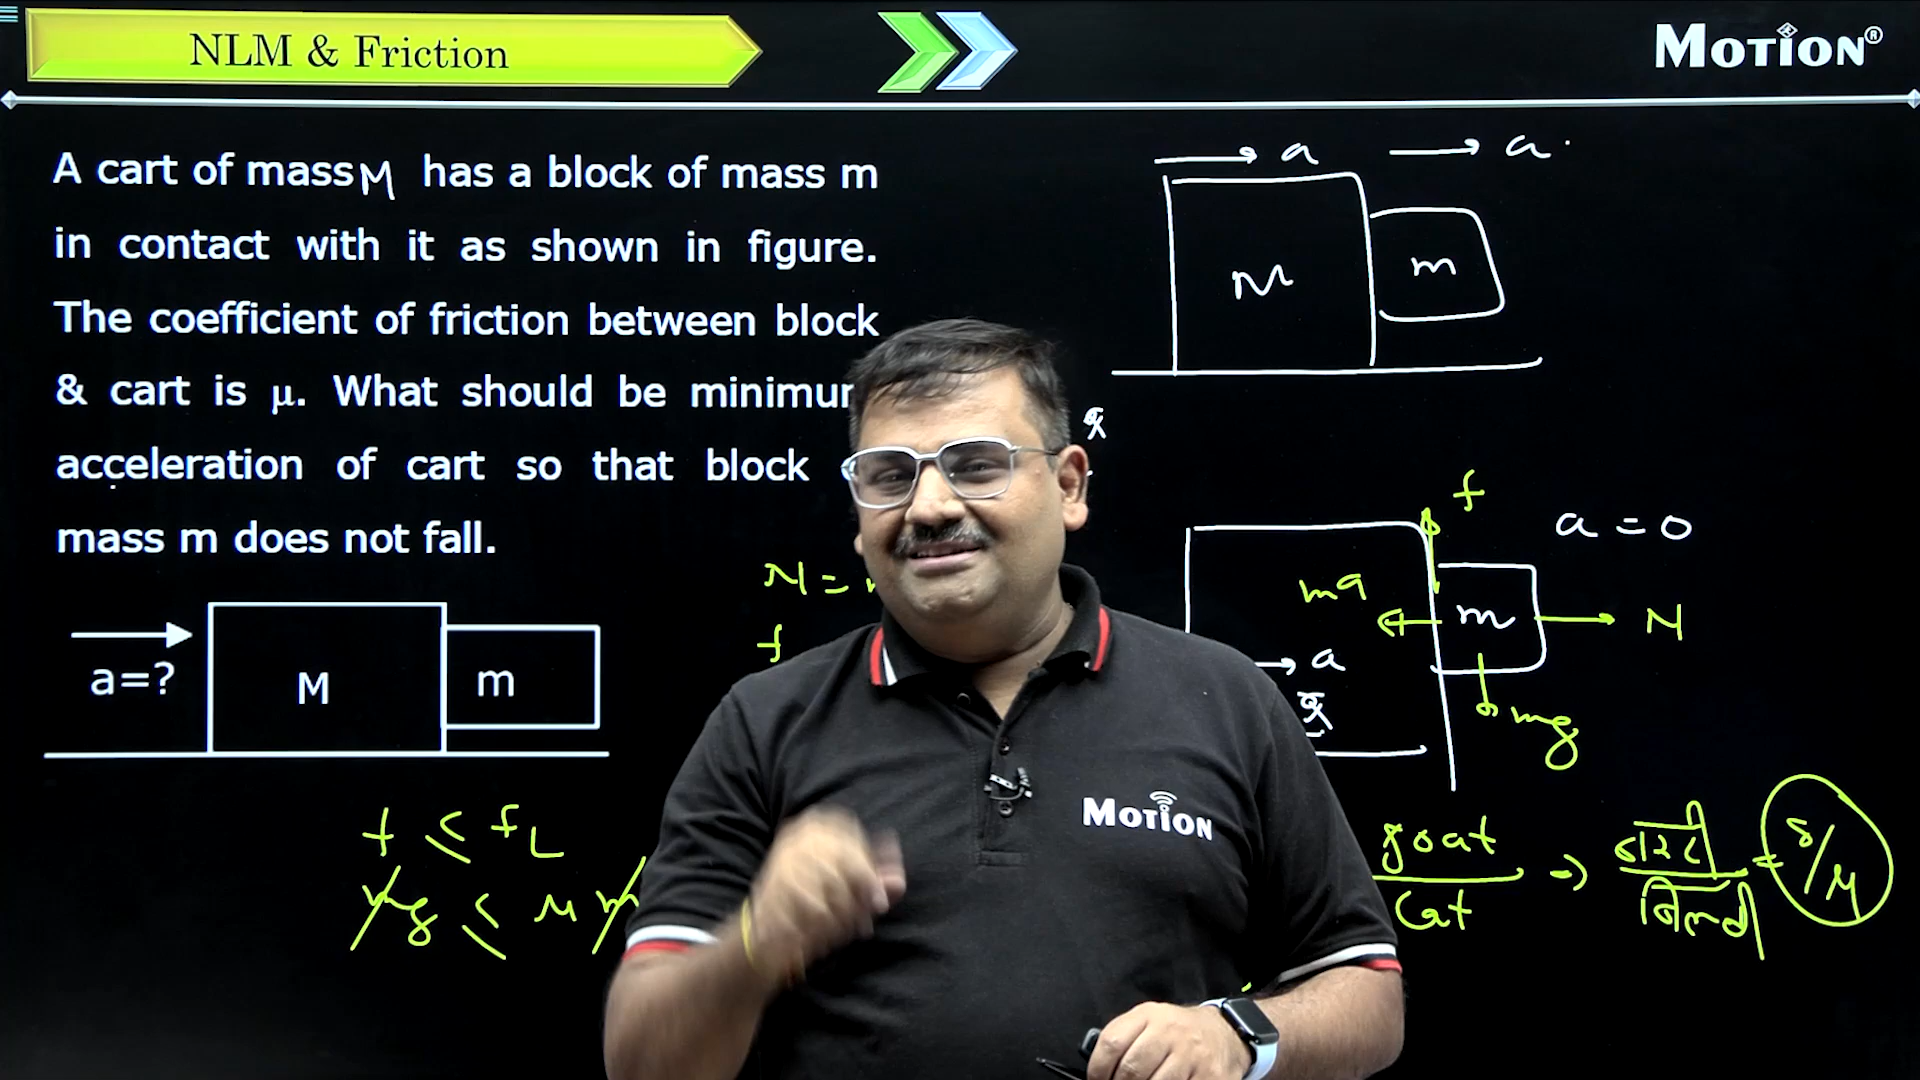 NLM & Friction
MOTION®
A cart of mass M has a block of mass m
in contact with it as shown in figure.
The coefficient of friction between block
& cart is μ. What should be minimum
acceleration of cart so that block
mass m does not fall.
a=?
M
m
→ a → a
M
m
N =
f
f
a = 0
ma
m
N
→ a
mg
f ≤ fL
mg ≤ μ m
goat
cat
⇒
बकरी
बिल्ली
= g/μ
MOTION